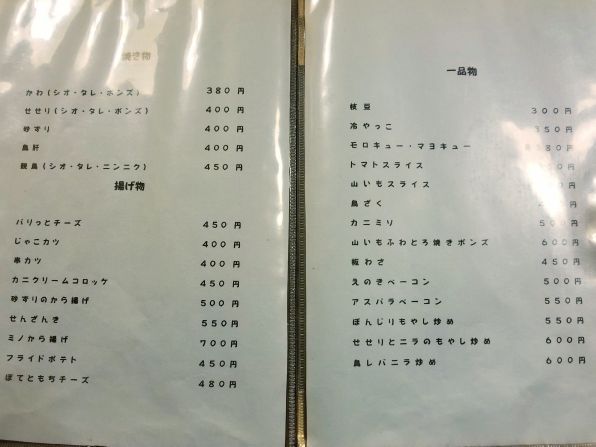 焼き物
かわ(シオ・タレ・ポンズ) 380円
せせり(シオ・タレ・ポンズ) 400円
砂ずり 400円
鳥肝 400円
親鳥(シオ・タレ・ニンニク) 450円
揚げ物
パリっとチーズ 450円
じゃこカツ 400円
串カツ 400円
カニクリームコロッケ 450円
砂ずりのから揚げ 500円
せんざんき 550円
ミノから揚げ 700円
フライドポテト 450円
ぽてともちチーズ 480円
一品物
枝豆 300円
冷やっこ 350円
モロキュー・マヨキュー 380円
トマトスライス
山いもスライス
鳥ざく
カニミソ 500円
山いもふわとろ焼きポンズ 600円
板わさ 450円
えのきベーコン 500円
アスパラベーコン 550円
ぼんじりもやし炒め 550円
せせりとニラのもやし炒め 600円
鳥レバニラ炒め 600円